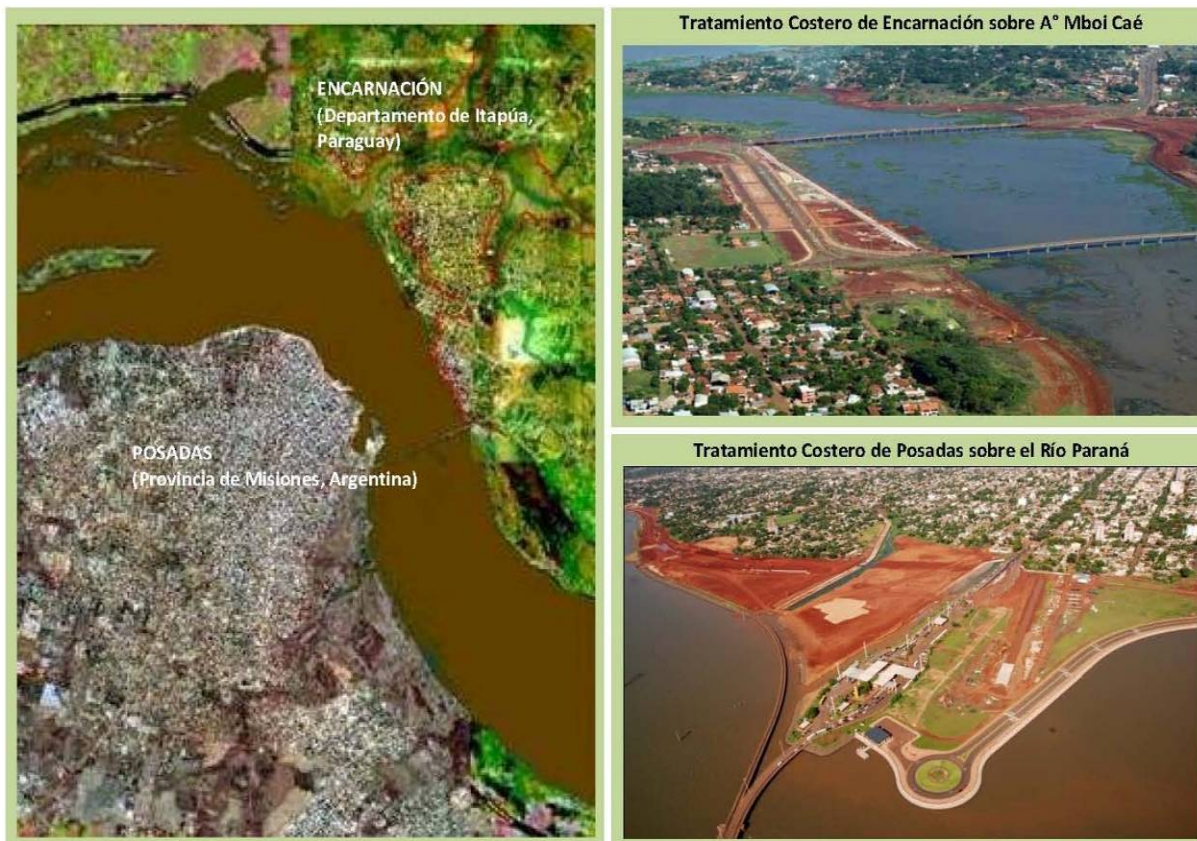 ENCARNACIÓN
(Departamento de Itapúa,
Paraguay)
POSADAS
(Provincia de Misiones, Argentina)
Tratamiento Costero de Encarnación sobre A° Mboi Caé
Tratamiento Costero de Posadas sobre el Río Paraná